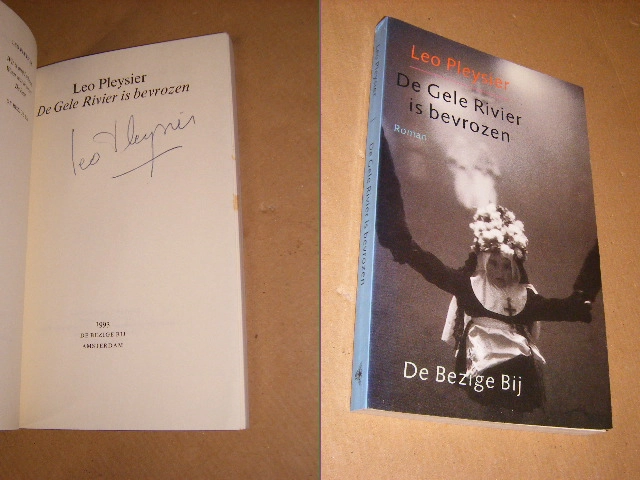 Leo Pleysier
De Gele Rivier is bevrozen
Leo Pleysier
1993
DE BEZIGE BIJ
AMSTERDAM
Leo Pleysier
De Gele Rivier is bevrozen
Leo Pleysier
De Gele Rivier
is bevrozen
Roman
De Bezige Bij